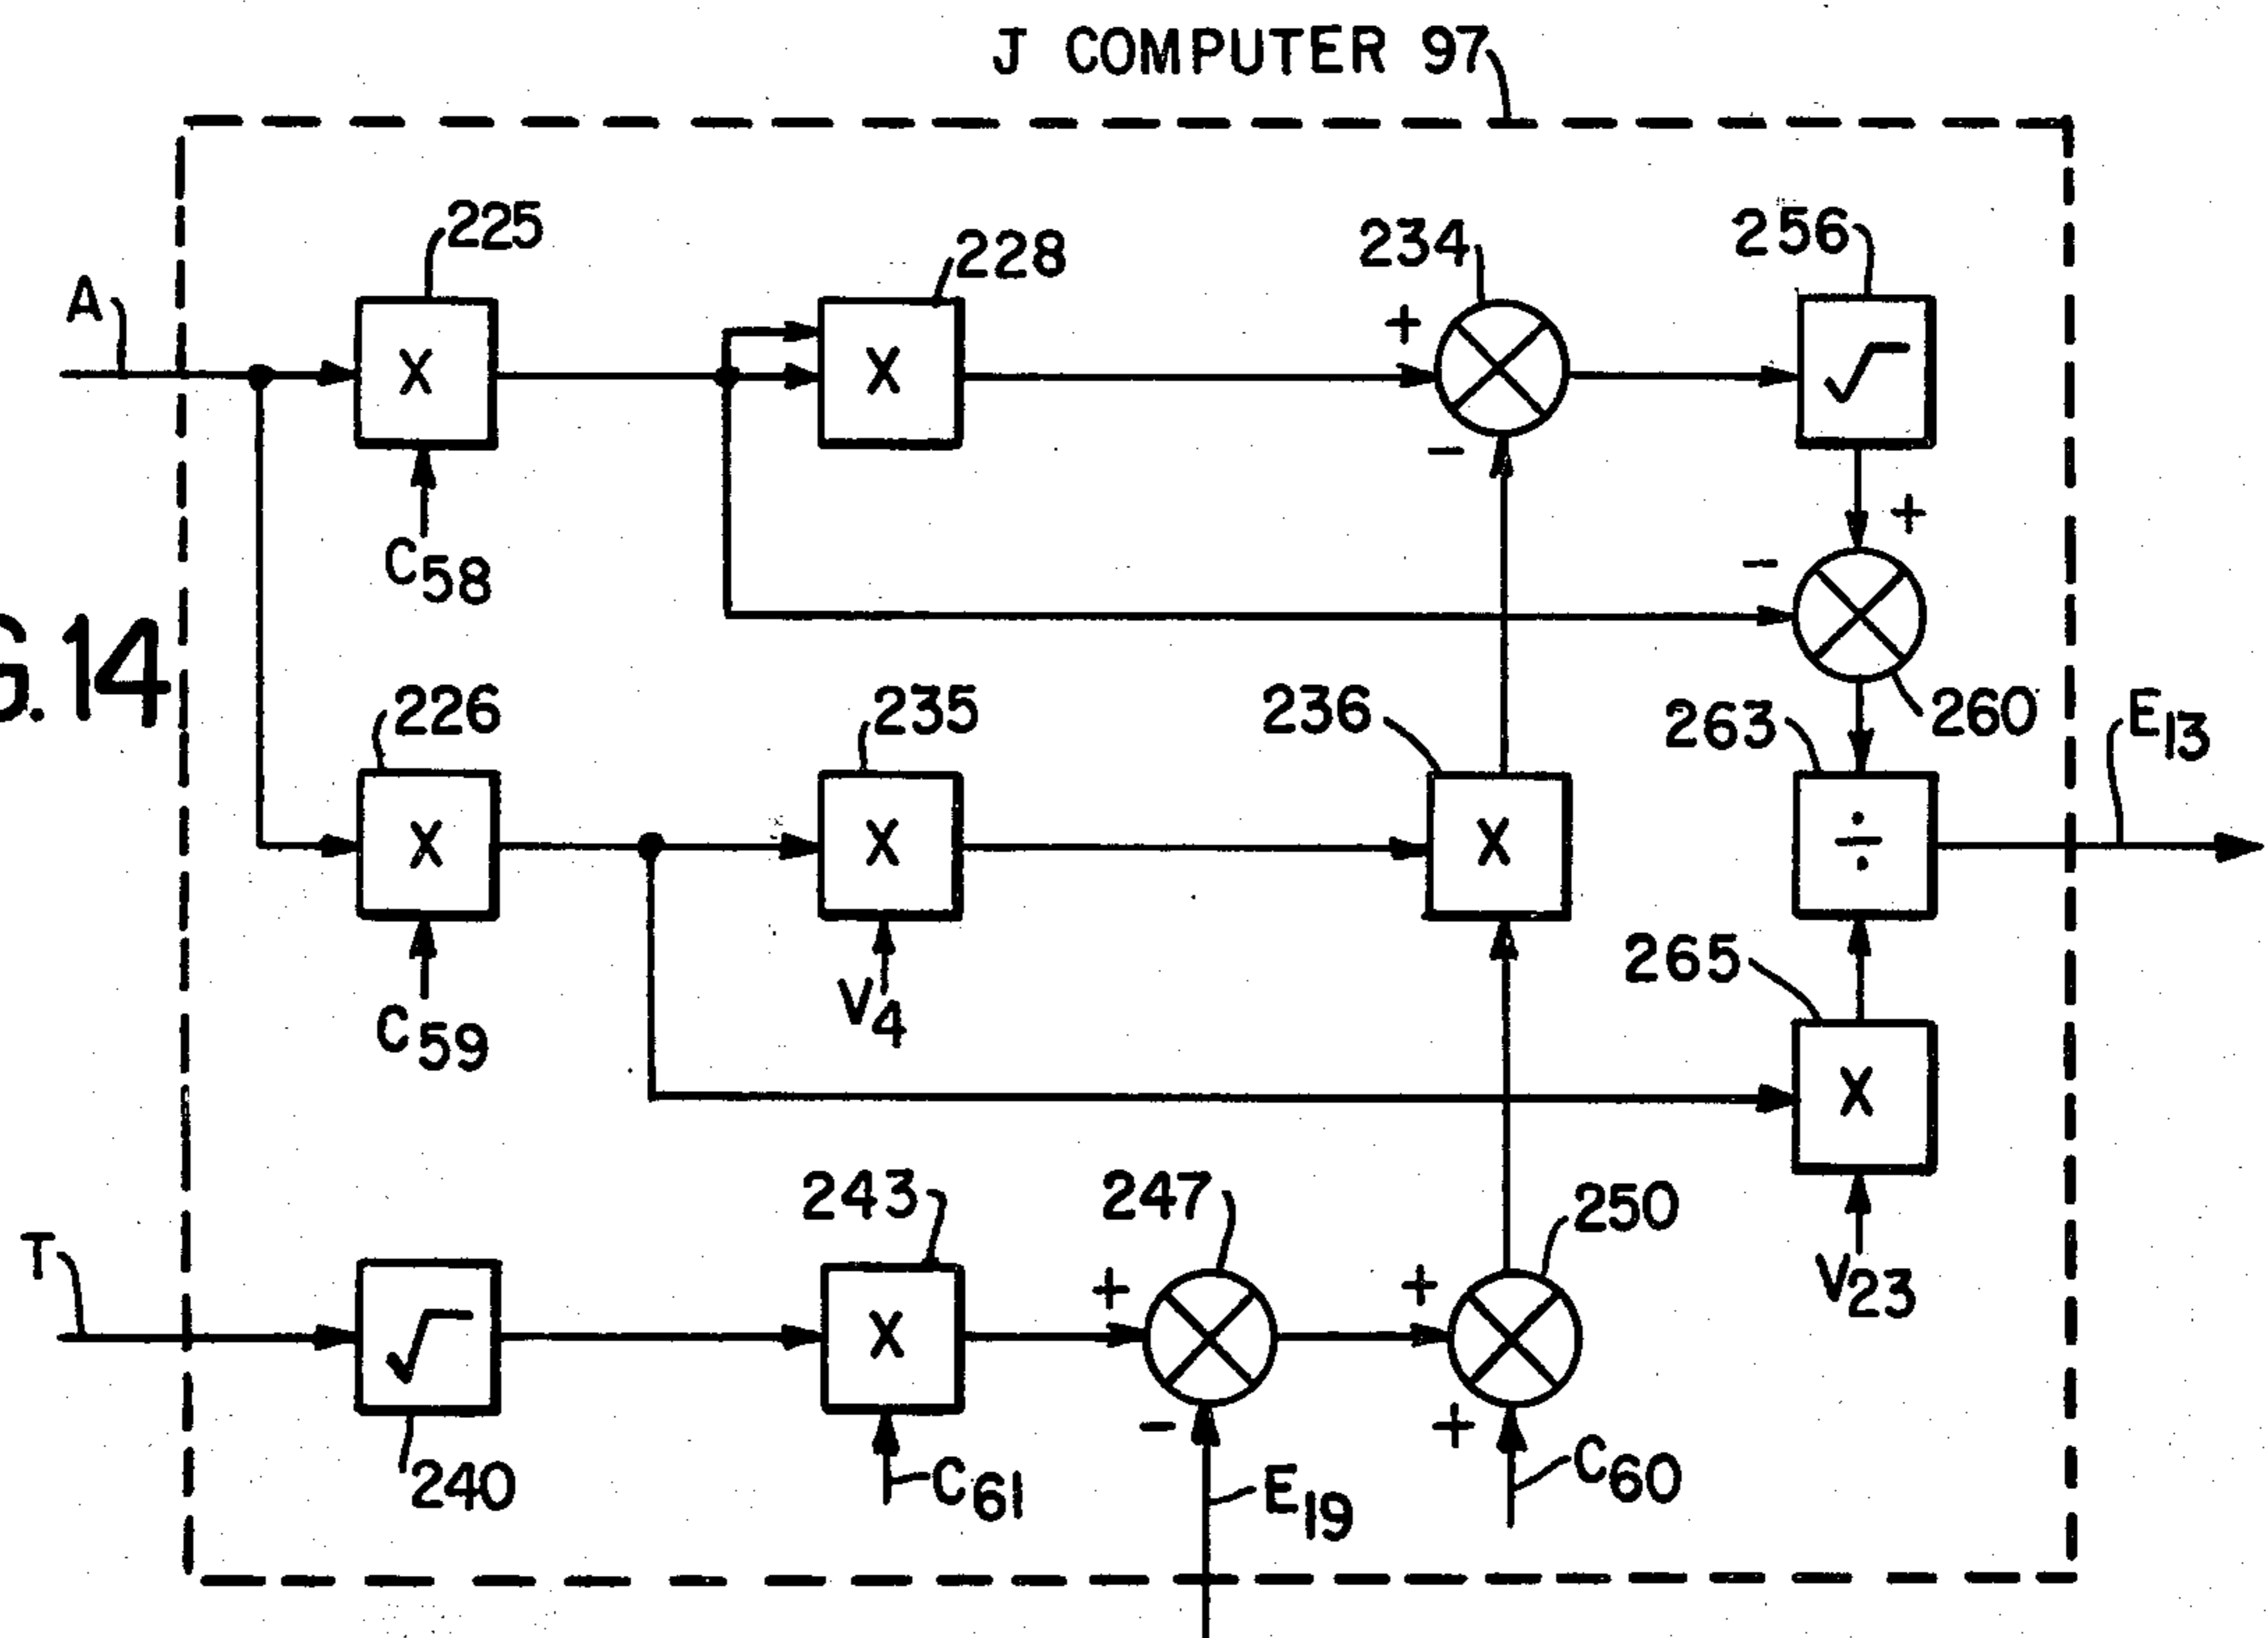 J COMPUTER 97
225
228
234
256
A
X
X
+
√
-
+
C58
-
G.14
226
235
236
263
260
E13
X
X
X
÷
265
C59
V4
X
243
247
250
T
+
+
V23
√
X
-
+
240
C61
E19
C60